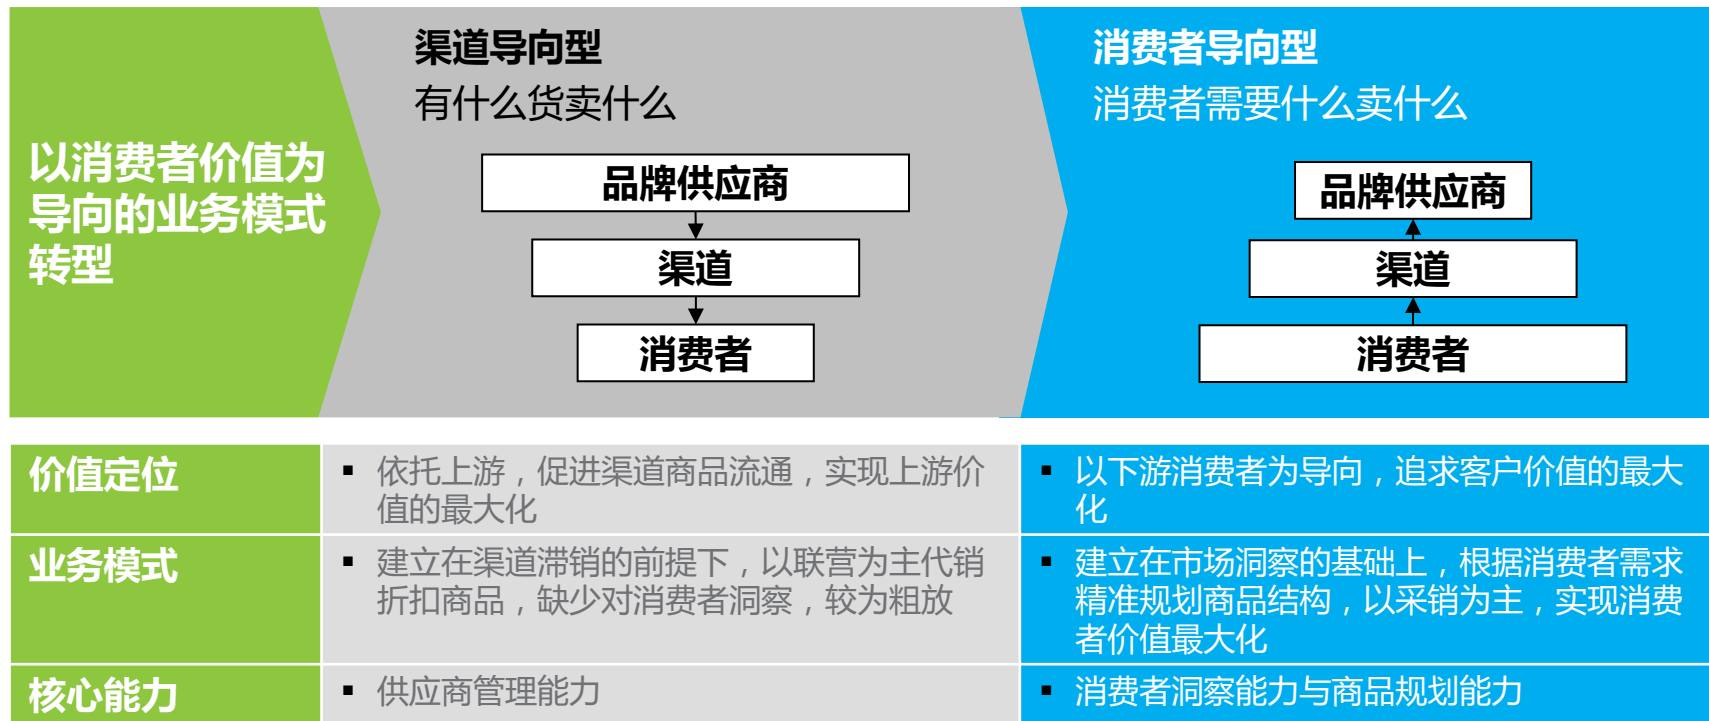 以消费者价值为
导向的业务模式
转型
渠道导向型
有什么货卖什么
品牌供应商
渠道
消费者
消费者导向型
消费者需要什么卖什么
品牌供应商
渠道
消费者
价值定位
▪ 依托上游，促进渠道商品流通，实现上游价
值的最大化
▪ 以下游消费者为导向，追求客户价值的最大
化
业务模式
▪ 建立在渠道滞销的前提下，以联营为主代销
折扣商品，缺少对消费者洞察，较为粗放
▪ 建立在市场洞察的基础上，根据消费者需求
精准规划商品结构，以采销为主，实现消费
者价值最大化
核心能力
▪ 供应商管理能力
▪ 消费者洞察能力与商品规划能力